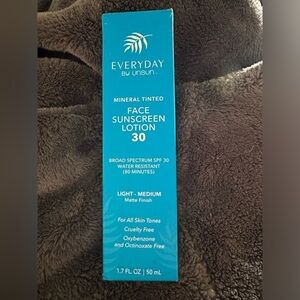 EVERYDAY
BY UNSUN
MINERAL TINTED
FACE
SUNSCREEN
LOTION
30
BROAD SPECTRUM SPF 30
WATER RESISTANT
(80 MINUTES)
LIGHT - MEDIUM
Matte Finish
For All Skin Tones
Cruelty Free
Oxybenzone
and Octinoxate Free
1.7 FL OZ | 50 mL